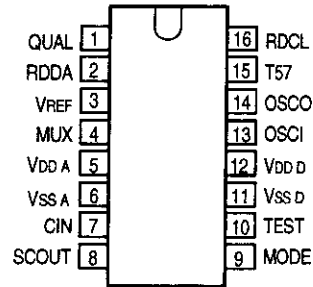 QUAL 1 16 RDCL
RDDA 2 15 T57
VREF 3 14 OSCO
MUX 4 13 OSCI
VDD A 5 12 VDD D
VSS A 6 11 VSS D
CIN 7 10 TEST
SCOUT 8 9 MODE